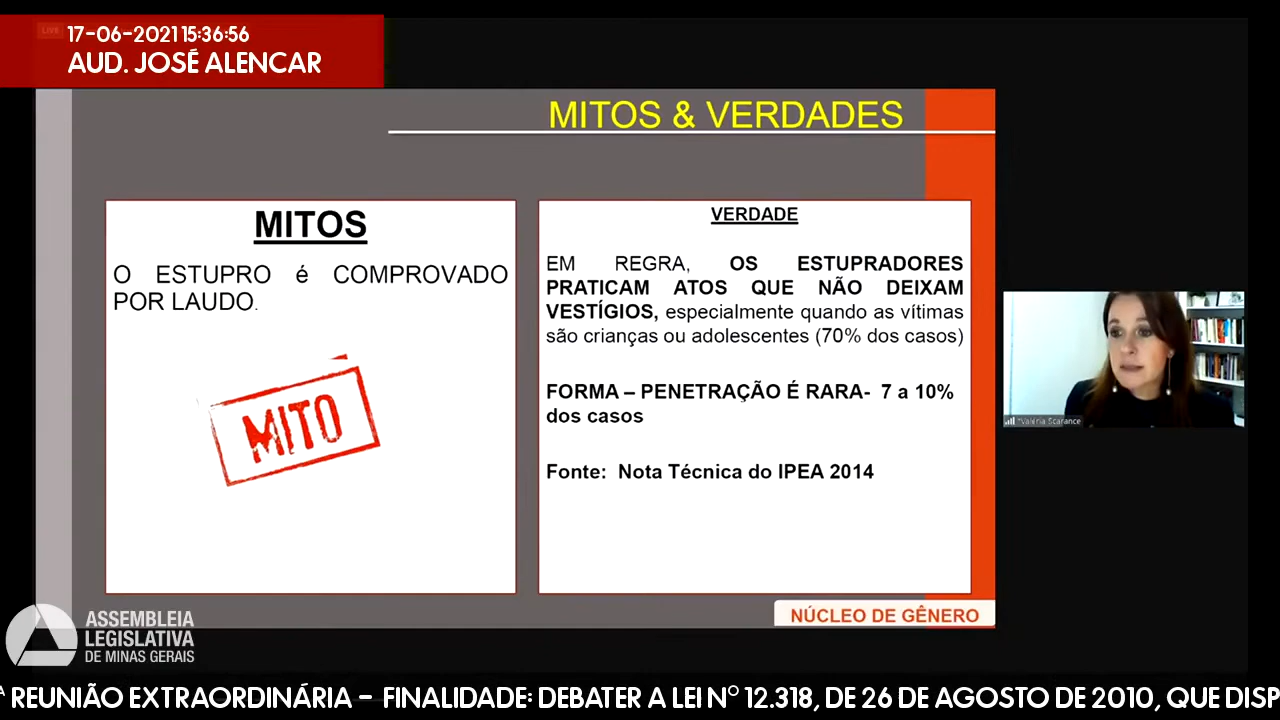 LIVE
17-06-2021 15:36:56
AUD. JOSÉ ALENCAR
MITOS & VERDADES
MITOS
O ESTUPRO é COMPROVADO
POR LAUDO.
MITO
VERDADE
EM REGRA, OS ESTUPRADORES
PRATICAM ATOS QUE NÃO DEIXAM
VESTÍGIOS, especialmente quando as vítimas
são crianças ou adolescentes (70% dos casos)
FORMA – PENETRAÇÃO É RARA- 7 a 10%
dos casos
Fonte: Nota Técnica do IPEA 2014
NÚCLEO DE GÊNERO
*Valéria Scarance
ASSEMBLEIA
LEGISLATIVA
DE MINAS GERAIS
ª REUNIÃO EXTRAORDINÁRIA – FINALIDADE: DEBATER A LEI Nº 12.318, DE 26 DE AGOSTO DE 2010, QUE DISP